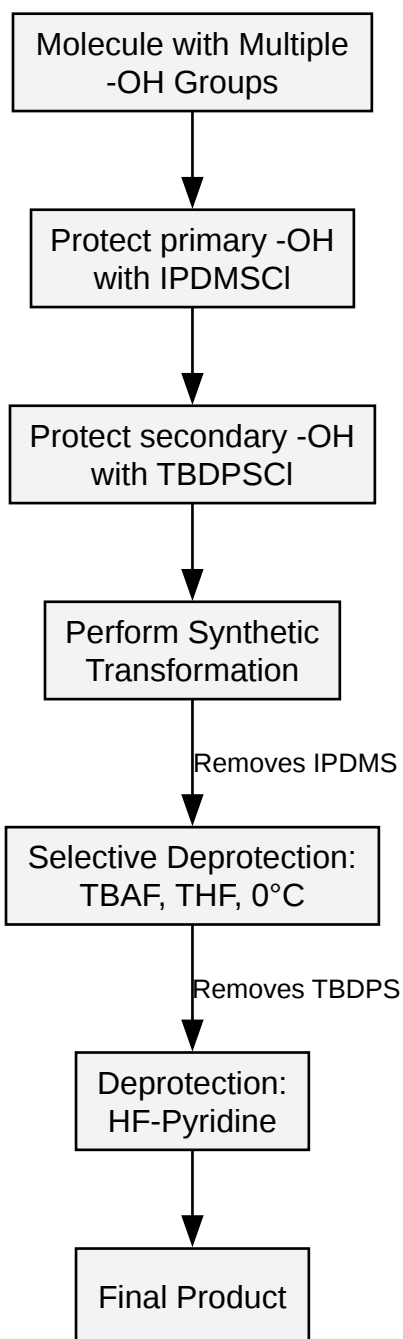 Molecule with Multiple
-OH Groups
Protect primary -OH
with IPDMSCl
Protect secondary -OH
with TBDPSCl
Perform Synthetic
Transformation
Removes IPDMS
Selective Deprotection:
TBAF, THF, 0°C
Removes TBDPS
Deprotection:
HF-Pyridine
Final Product